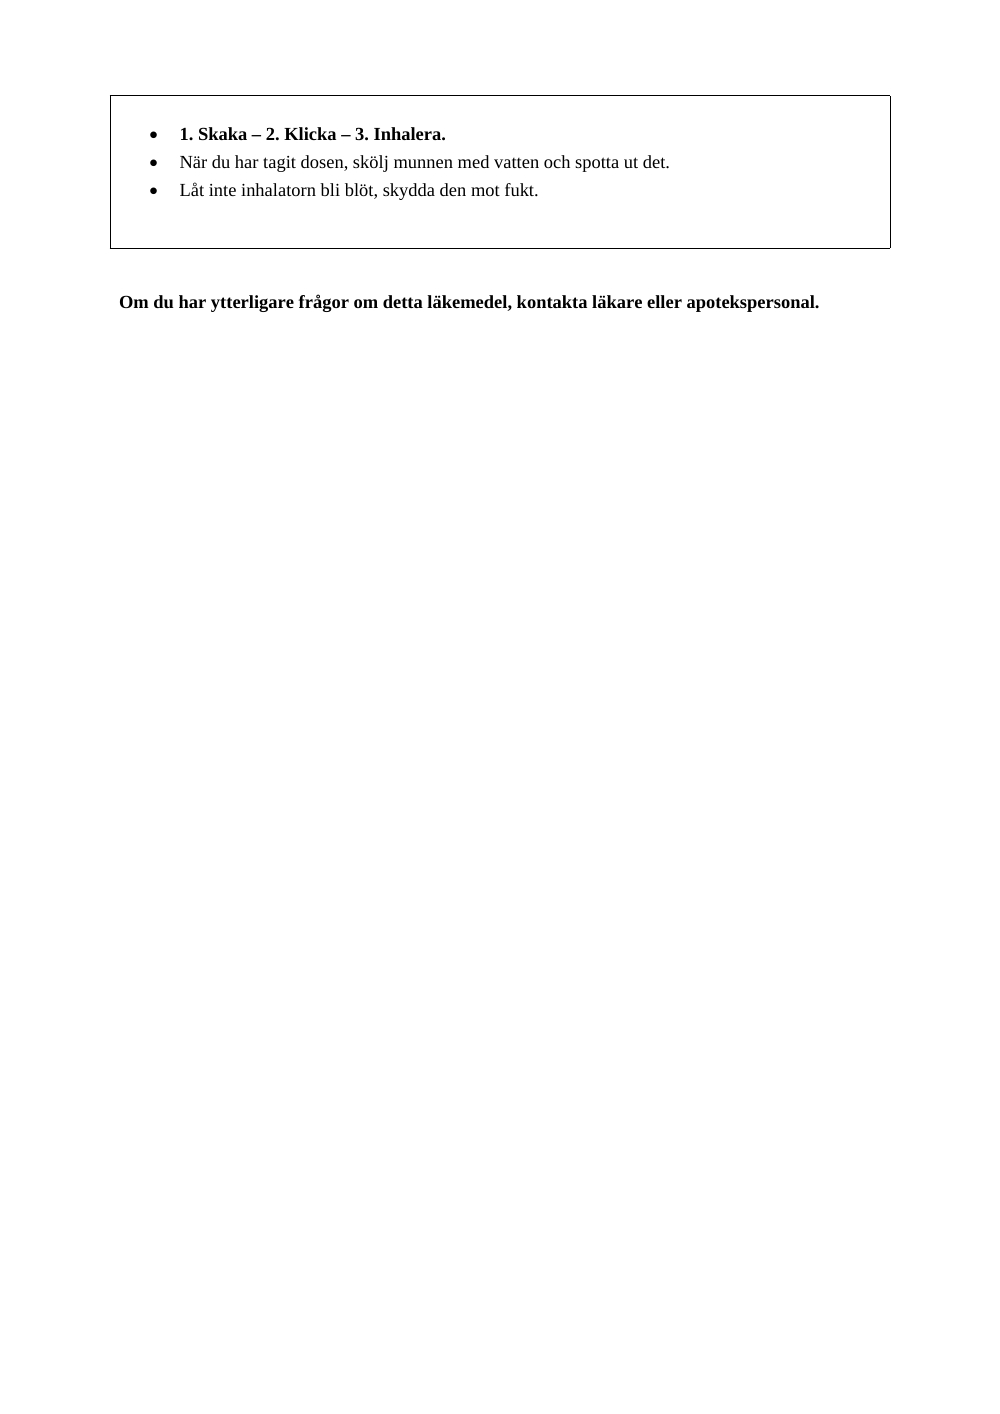 • 1. Skaka – 2. Klicka – 3. Inhalera.
• När du har tagit dosen, skölj munnen med vatten och spotta ut det.
• Låt inte inhalatorn bli blöt, skydda den mot fukt.
Om du har ytterligare frågor om detta läkemedel, kontakta läkare eller apotekspersonal.